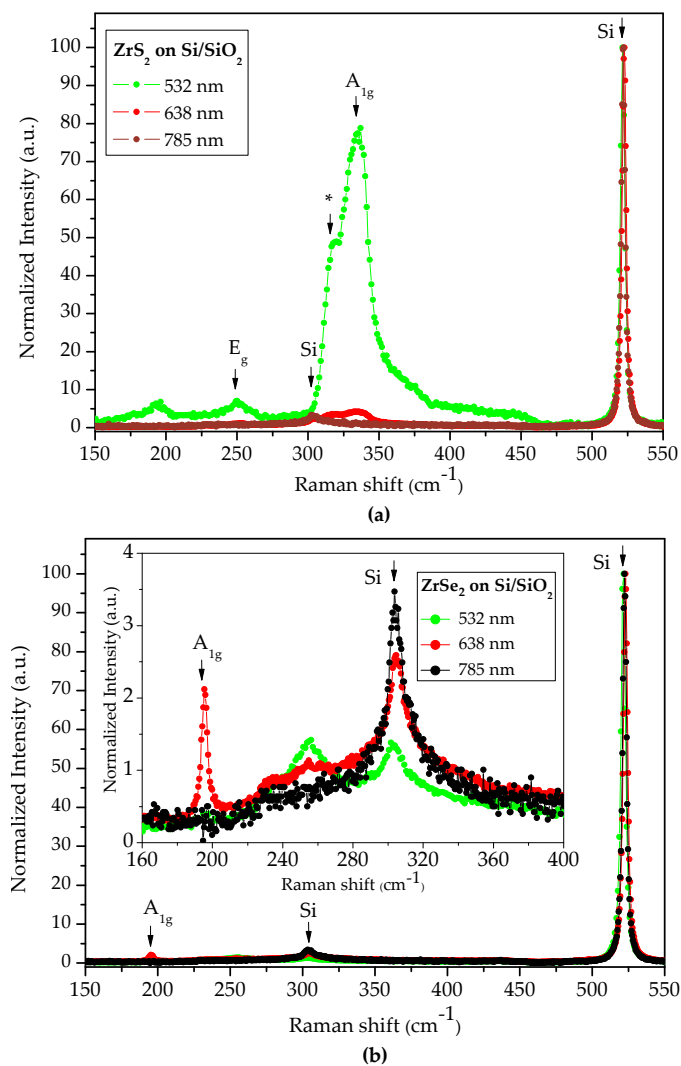 ZrS2 on Si/SiO2
532 nm
638 nm
785 nm
Si
A1g
*
Eg
Si
100
90
80
70
60
50
40
30
20
10
0
Normalized Intensity (a.u.)
150 200 250 300 350 400 450 500 550
Raman shift (cm-1)
(a)
ZrSe2 on Si/SiO2
532 nm
638 nm
785 nm
Si
A1g
Si
4
3
2
1
0
Normalized Intensity (a.u.)
160 200 240 280 320 360 400
Raman shift (cm-1)
A1g
Si
100
90
80
70
60
50
40
30
20
10
0
Normalized Intensity (a.u.)
150 200 250 300 350 400 450 500 550
Raman shift (cm-1)
(b)